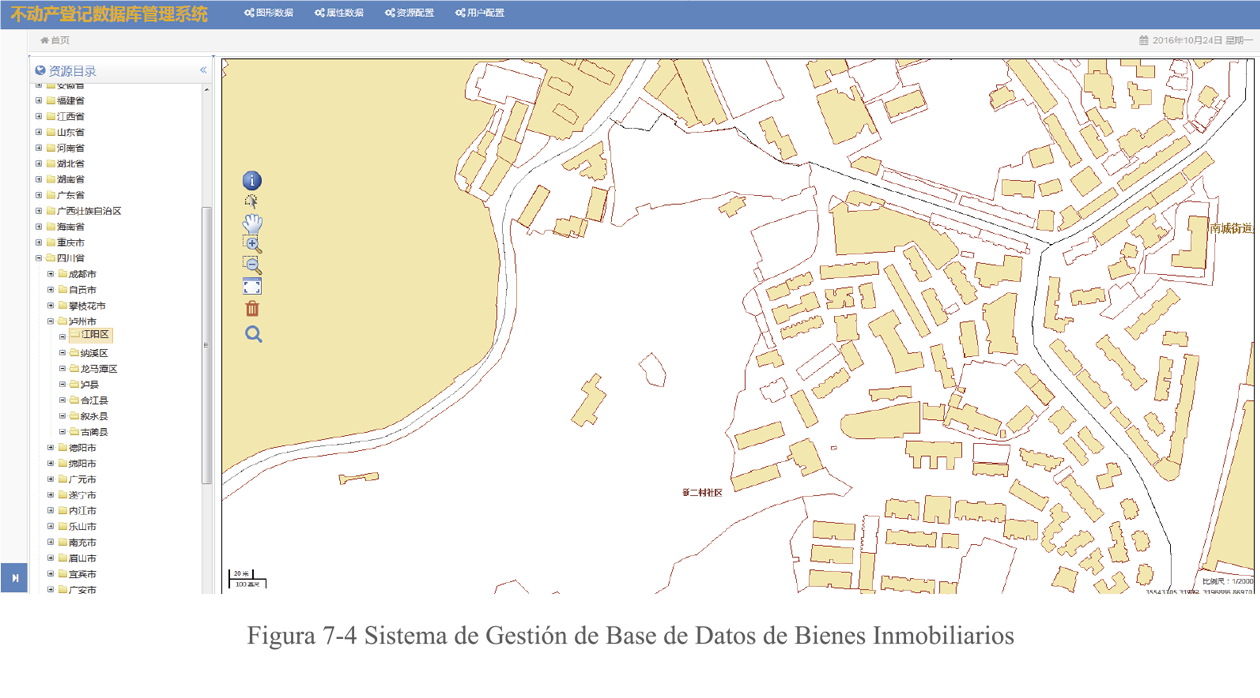 不动产登记数据库管理系统
图形数据 属性数据 资源配置 用户配置
首页
2016年10月24日 星期一
资源目录
安徽省
福建省
江西省
山东省
河南省
湖北省
湖南省
广东省
广西壮族自治区
海南省
重庆市
四川省
成都市
自贡市
攀枝花市
泸州市
江阳区
纳溪区
龙马潭区
泸县
合江县
叙永县
古蔺县
德阳市
绵阳市
广元市
遂宁市
内江市
乐山市
南充市
眉山市
宜宾市
广安市
南城街道
二村社区
20 米
100 英尺
比例尺：1/2000
Figura 7-4 Sistema de Gestión de Base de Datos de Bienes Inmobiliarios